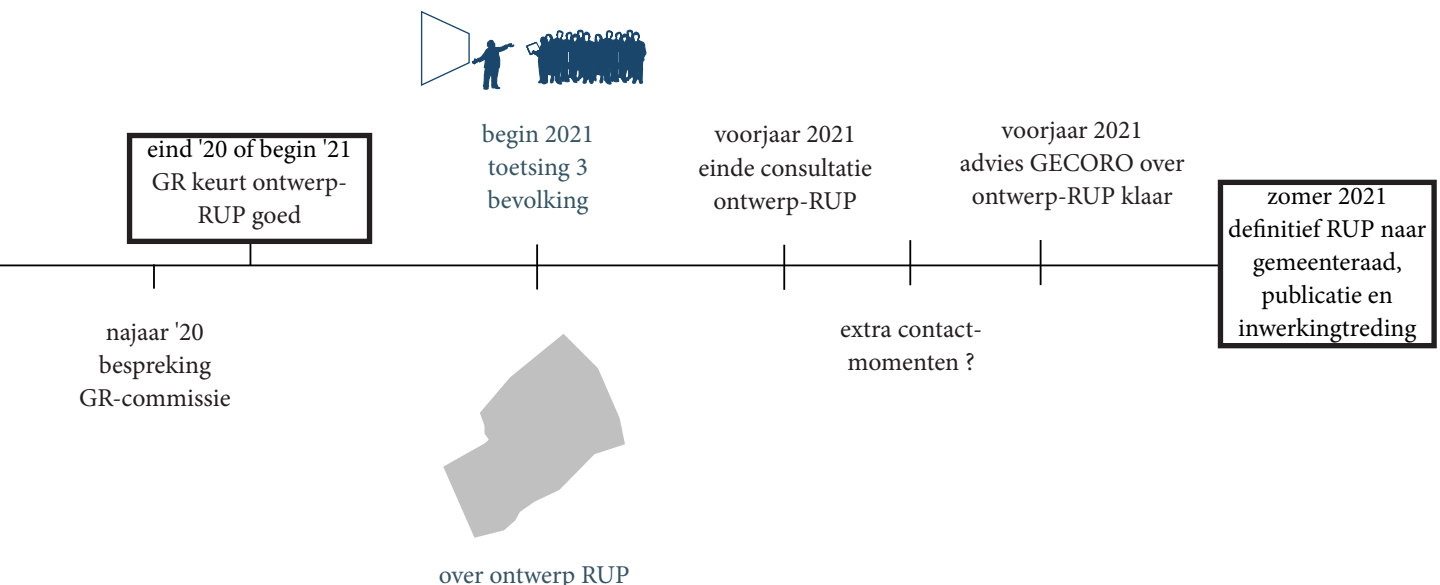 eind '20 of begin '21
GR keurt ontwerp-
RUP goed
begin 2021
toetsing 3
bevolking
voorjaar 2021
einde consultatie
ontwerp-RUP
voorjaar 2021
advies GECORO over
ontwerp-RUP klaar
zomer 2021
definitief RUP naar
gemeenteraad,
publicatie en
inwerkingtreding
najaar '20
bespreking
GR-commissie
extra contact-
momenten ?
over ontwerp RUP